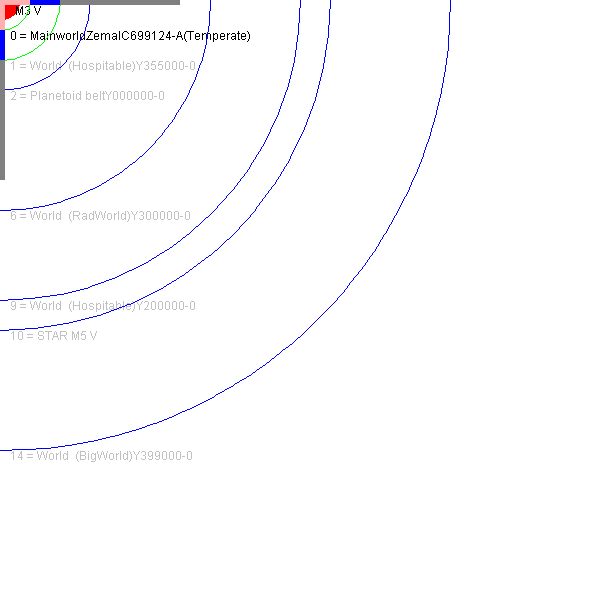 M3 V
0 = MainworldZemalC699124-A(Temperate)
1 = World  (Hospitable)Y355000-0
2 = Planetoid beltY000000-0
6 = World  (RadWorld)Y300000-0
9 = World  (Hospitable)Y200000-0
10 = STAR M5 V
14 = World  (BigWorld)Y399000-0